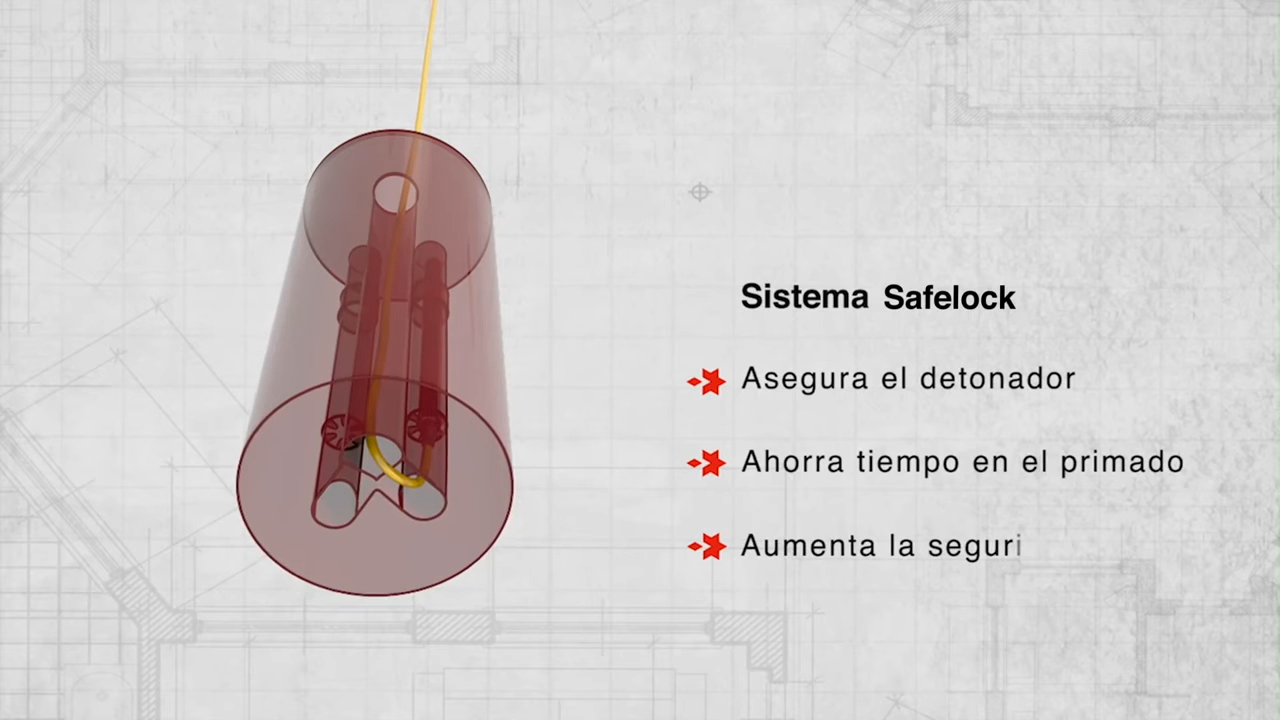 Sistema Safelock
Asegura el detonador
Ahorra tiempo en el primado
Aumenta la seguri